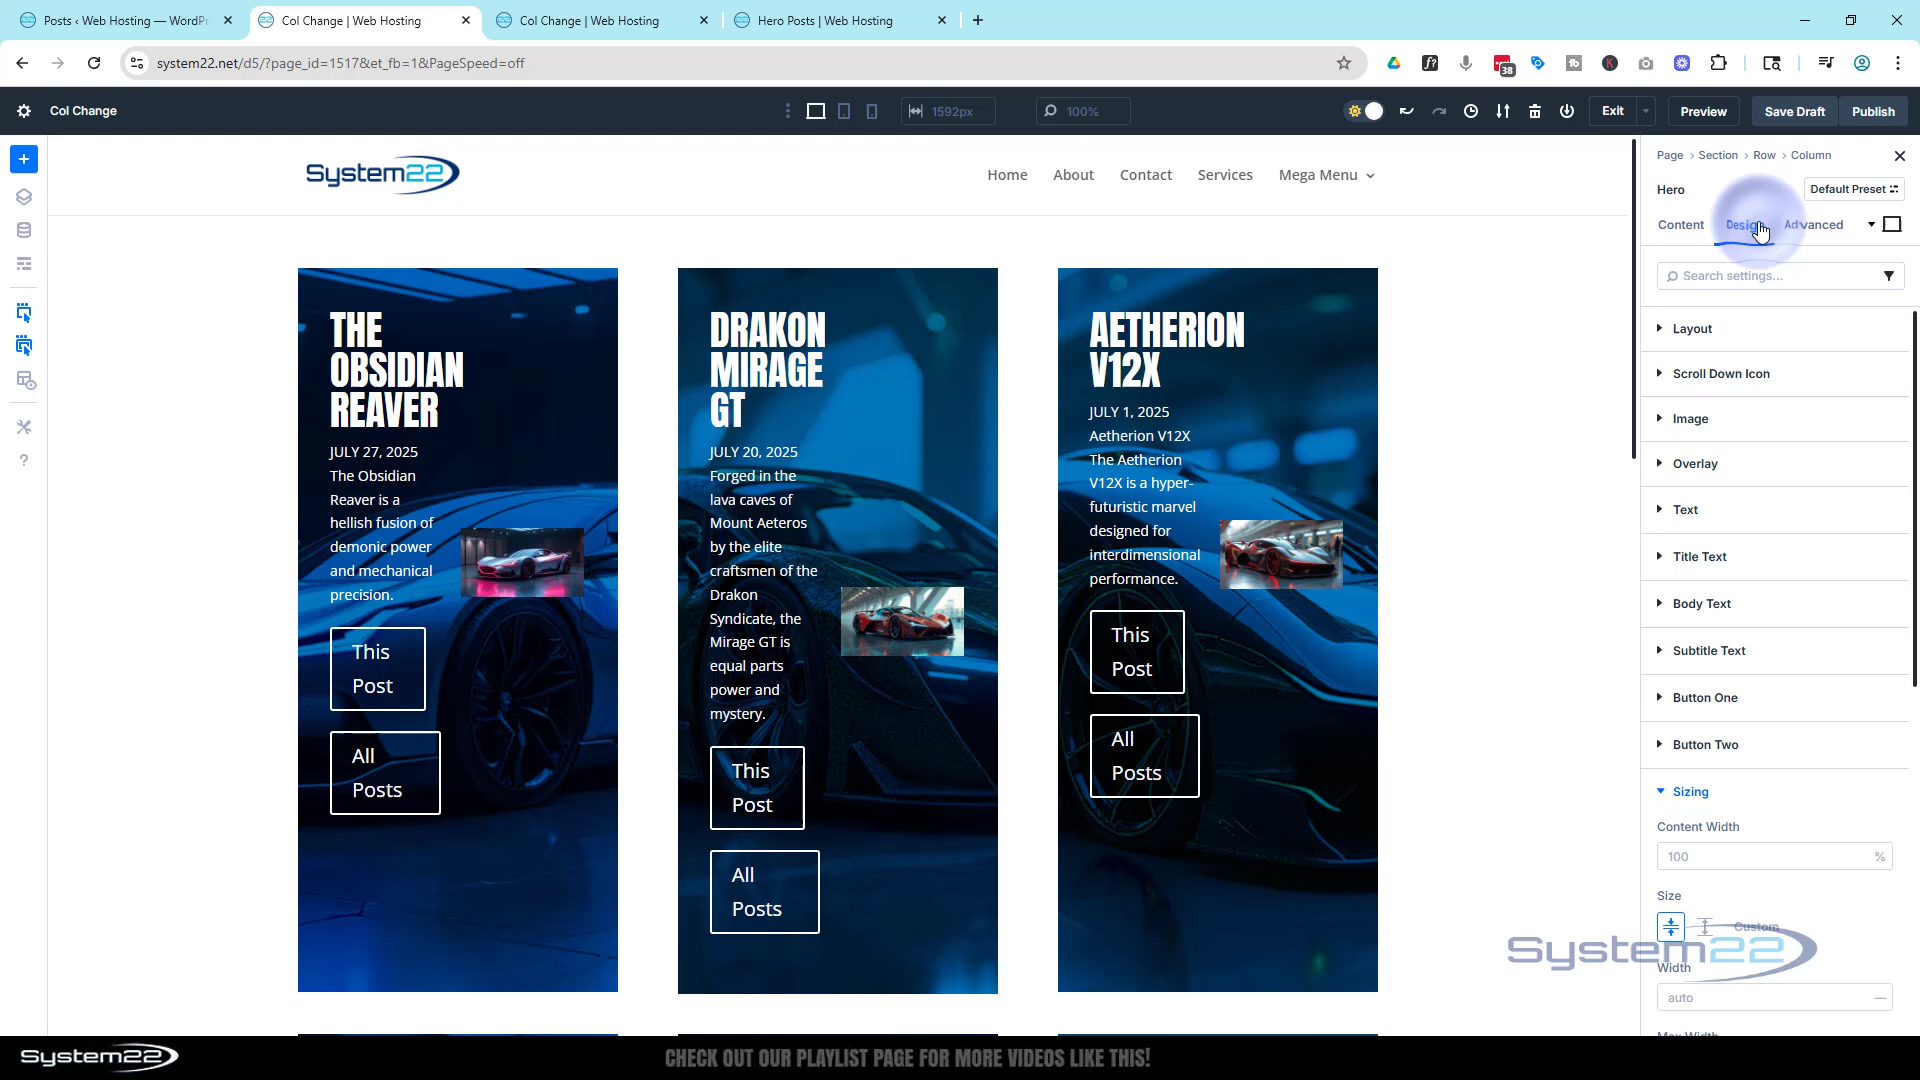 Posts ‹ Web Hosting — WordPr
Col Change | Web Hosting
Col Change | Web Hosting
Hero Posts | Web Hosting
system22.net/d5/?page_id=1517&et_fb=1&PageSpeed=off
38
Col Change
1592px
100%
Exit
Preview
Save Draft
Publish
System22
Home
About
Contact
Services
Mega Menu
THE
OBSIDIAN
REAVER
JULY 27, 2025
The Obsidian
Reaver is a
hellish fusion of
demonic power
and mechanical
precision.
This
Post
All
Posts
DRAKON
MIRAGE
GT
JULY 20, 2025
Forged in the
lava caves of
Mount Aeteros
by the elite
craftsmen of the
Drakon
Syndicate, the
Mirage GT is
equal parts
power and
mystery.
This
Post
All
Posts
AETHERION
V12X
JULY 1, 2025
Aetherion V12X
The Aetherion
V12X is a hyper-
futuristic marvel
designed for
interdimensional
performance.
This
Post
All
Posts
Page › Section › Row › Column
Hero
Default Preset
Content
Design
Advanced
Search settings...
Layout
Scroll Down Icon
Image
Overlay
Text
Title Text
Body Text
Subtitle Text
Button One
Button Two
Sizing
Content Width
100 %
Size
Custom
System22
Width
auto
Max Width
System22
CHECK OUT OUR PLAYLIST PAGE FOR MORE VIDEOS LIKE THIS!